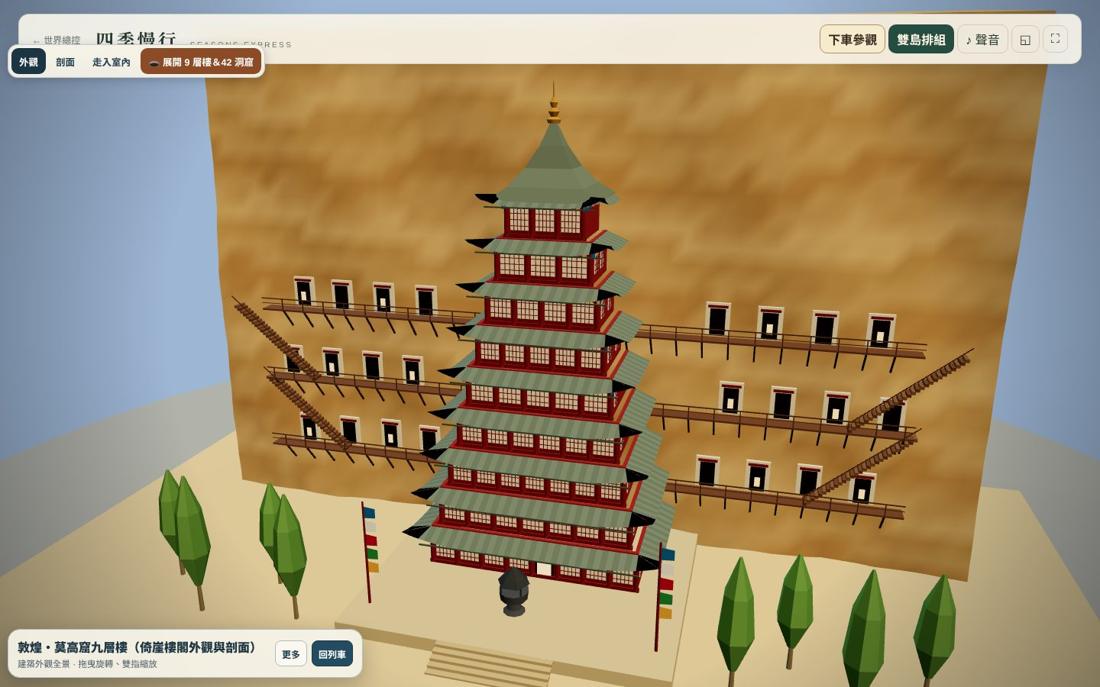 ← 世界總控
四季慢行
SEASONS EXPRESS
下車參觀
雙島排組
♪ 聲音
外觀
剖面
走入室內
展開 9 層樓&42 洞窟
敦煌・莫高窟九層樓（倚崖樓閣外觀與剖面）
建築外觀全景 · 拖曳旋轉、雙指縮放
更多
回列車